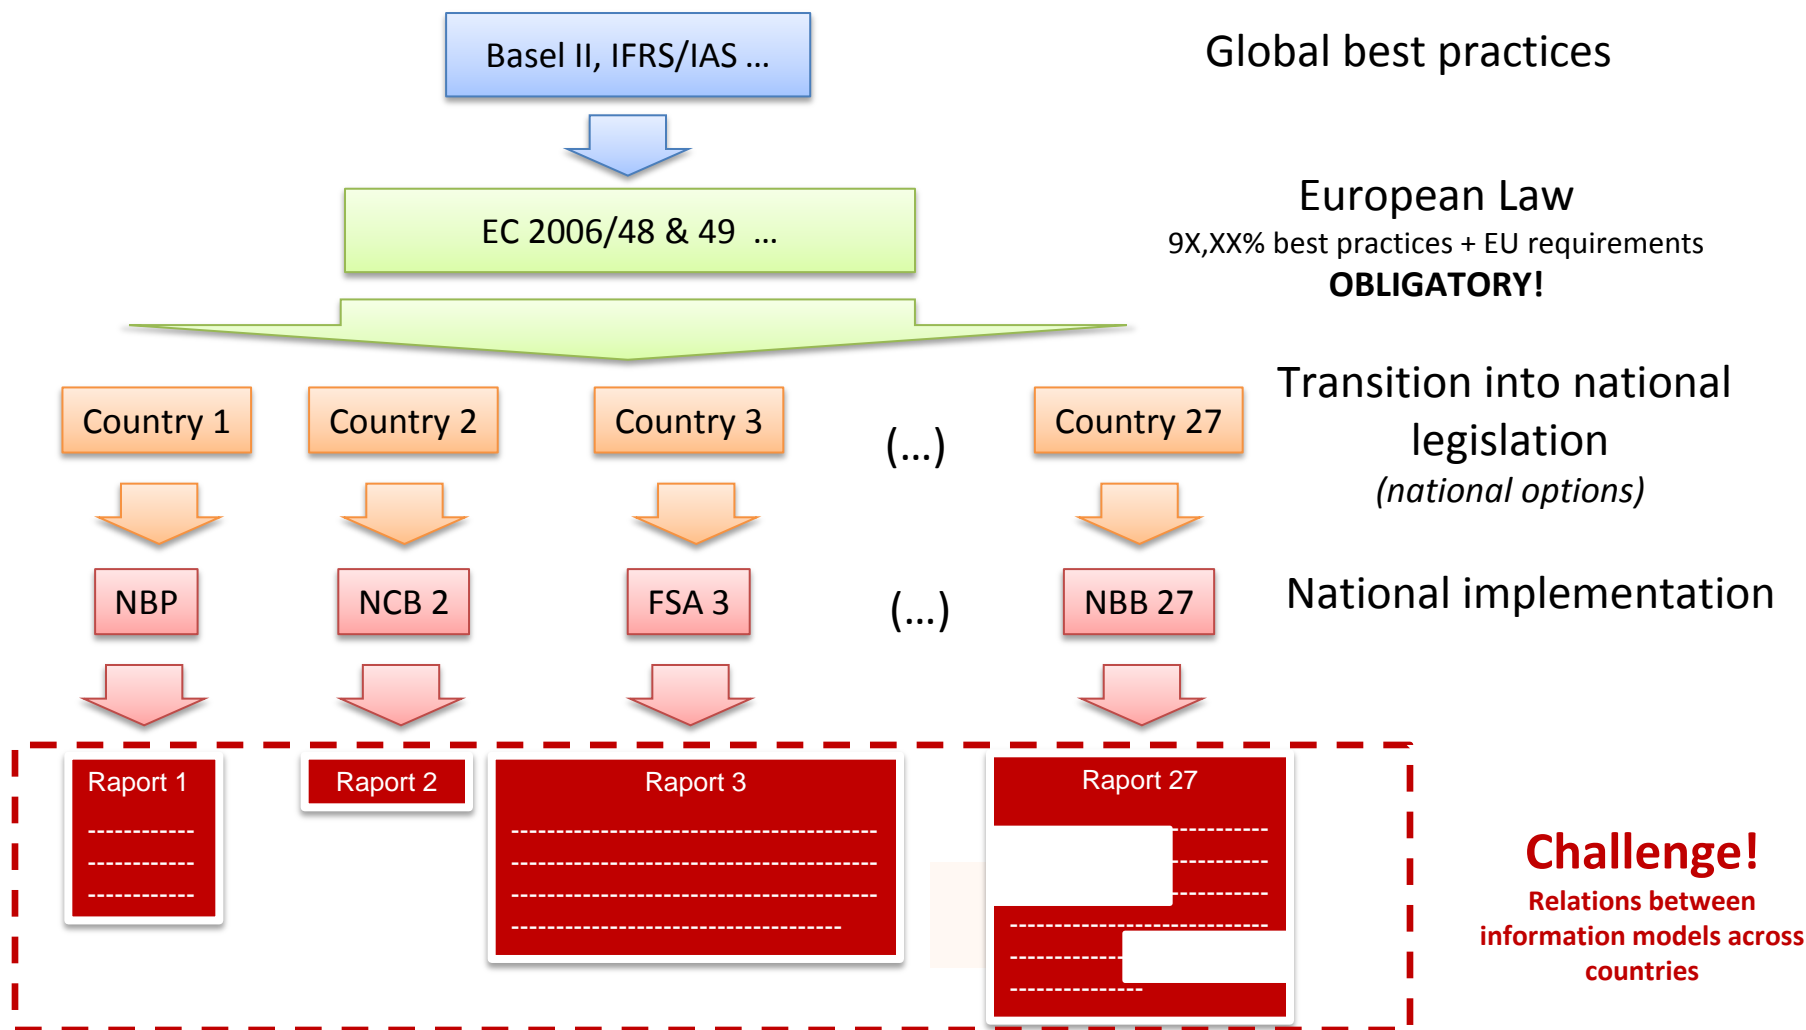 Basel II, IFRS/IAS ...
Global best practices
EC 2006/48 & 49 ...
European Law
9X,XX% best practices + EU requirements
OBLIGATORY!
Country 1
Country 2
Country 3
(...)
Country 27
Transition into national
legislation
(national options)
NBP
NCB 2
FSA 3
(...)
NBB 27
National implementation
Raport 1
Raport 2
Raport 3
Raport 27
Challenge!
Relations between
information models across
countries